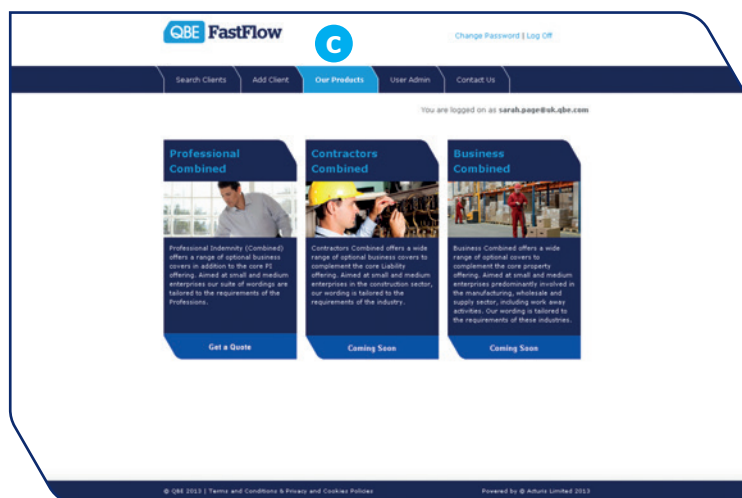 QBE FastFlow
C
Change Password | Log Off
Search Clients Add Client Our Products User Admin Contact Us
You are logged on as sarah.page@uk.qbe.com
Professional
Combined
Professional Indemnity (Combined)
offers a range of optional business
covers in addition to the core PI
offering. Aimed at small and medium
enterprises our suite of wordings are
tailored to the requirements of the
Professions.
Get a Quote
Contractors
Combined
Contractors Combined offers a wide
range of optional business covers to
complement the core Liability
offering. Aimed at small and medium
enterprises in the construction sector,
our wording is tailored to the
requirements of the industry.
Coming Soon
Business
Combined
Business Combined offers a wide
range of optional covers to
complement the core property
offering. Aimed at small and medium
enterprises predominantly involved in
the manufacturing, wholesale and
supply sector, including work away
activities. Our wording is tailored to
the requirements of these industries.
Coming Soon
© QBE 2013 | Terms and Conditions & Privacy and Cookies Policies
Powered by © Acturis Limited 2013